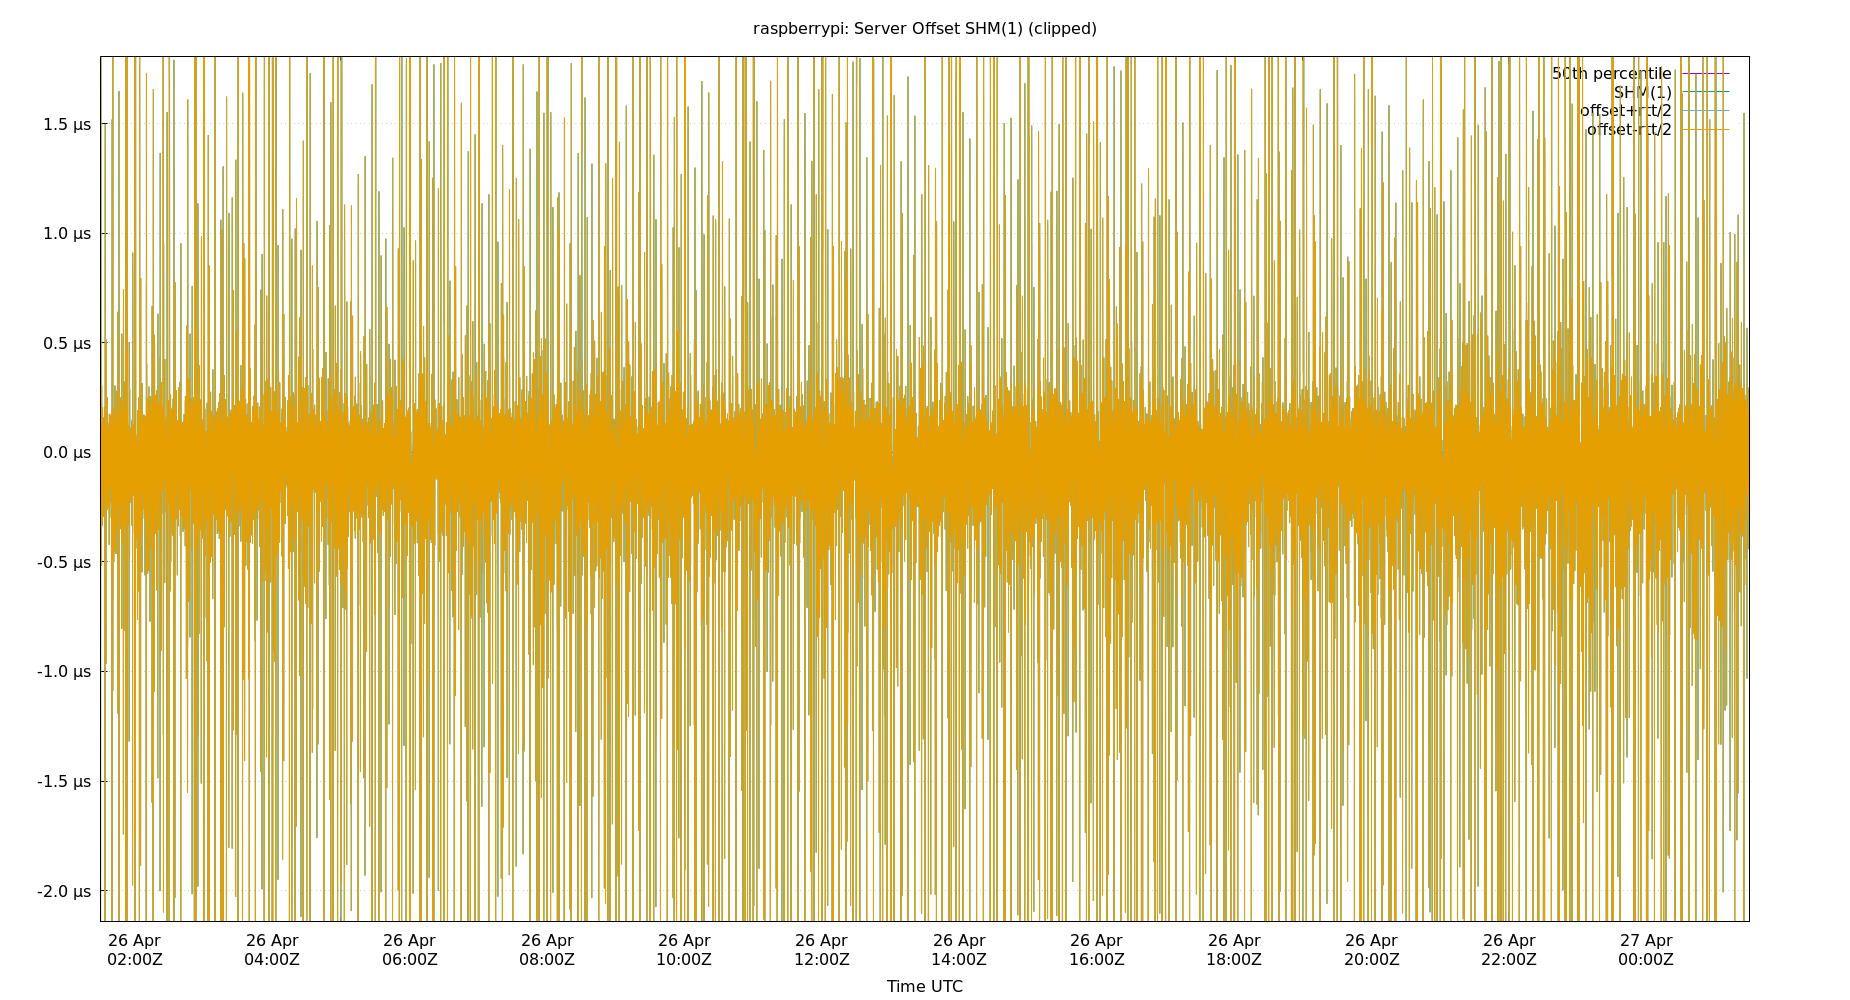 raspberrypi: Server Offset SHM(1) (clipped)
50th percentile
SHM(1)
offset+rtt/2
offset-rtt/2
1.5 µs
1.0 µs
0.5 µs
0.0 µs
-0.5 µs
-1.0 µs
-1.5 µs
-2.0 µs
26 Apr 26 Apr 26 Apr 26 Apr 26 Apr 26 Apr 26 Apr 26 Apr 26 Apr 26 Apr 26 Apr 27 Apr
02:00Z 04:00Z 06:00Z 08:00Z 10:00Z 12:00Z 14:00Z 16:00Z 18:00Z 20:00Z 22:00Z 00:00Z
Time UTC